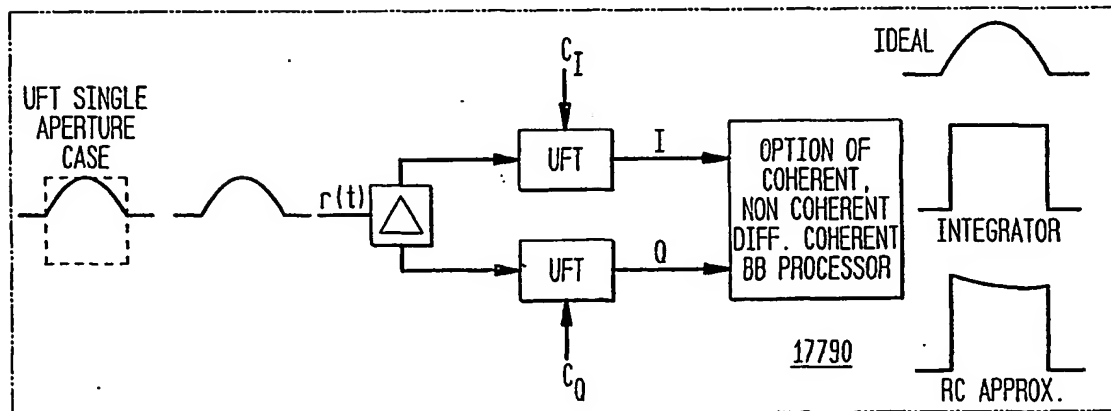 UFT SINGLE
APERTURE
CASE
r(t)
C_I
UFT
I
UFT
Q
C_Q
OPTION OF
COHERENT,
NON COHERENT
DIFF. COHERENT
BB PROCESSOR
17790
IDEAL
INTEGRATOR
RC APPROX.